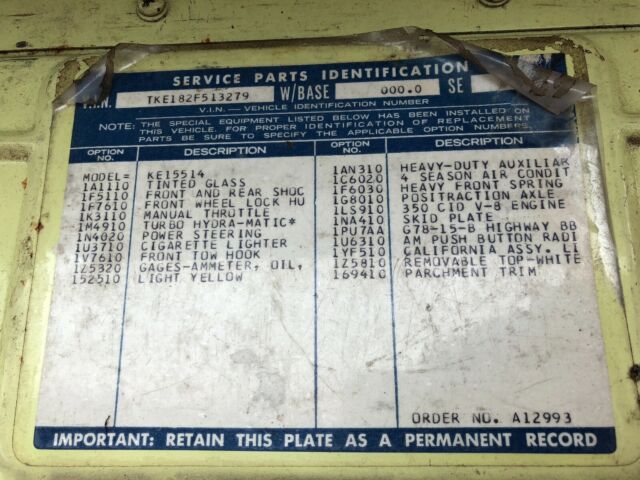 SERVICE PARTS IDENTIFICATION
V.I.N. TKE182F513279 W/BASE 000.0 SE
V.I.N. — VEHICLE IDENTIFICATION NUMBER
NOTE: THE SPECIAL EQUIPMENT LISTED BELOW HAS BEEN INSTALLED ON
THIS VEHICLE. FOR PROPER IDENTIFICATION OF REPLACEMENT
PARTS BE SURE TO SPECIFY THE APPLICABLE OPTION NUMBER.
OPTION NO. DESCRIPTION
MODEL= KE15514
1A1110 TINTED GLASS
1F5110 FRONT AND REAR SHOC
1F7610 FRONT WHEEL LOCK HU
1K3110 MANUAL THROTTLE
1M4910 TURBO HYDRA-MATIC*
1N4020 POWER STEERING
1U3710 CIGARETTE LIGHTER
1V7610 FRONT TOW HOOK
1Z5320 GAGES-AMMETER, OIL,
152510 LIGHT YELLOW
OPTION NO. DESCRIPTION
1AN310 HEAVY-DUTY AUXILIAR
1C6020 4 SEASON AIR CONDIT
1F6030 HEAVY FRONT SPRING
1G8010 POSITRACTION AXLE
1LS910 350 CID V-8 ENGINE
1NA410 SKID PLATE
1PU7AA G78-15-B HIGHWAY BB
1U6310 AM PUSH BUTTON RADI
1YF510 CALIFORNIA ASSY. LI
1Z5810 REMOVABLE TOP-WHITE
169410 PARCHMENT TRIM
ORDER NO. A12993
IMPORTANT: RETAIN THIS PLATE AS A PERMANENT RECORD